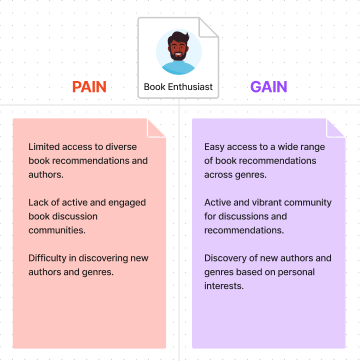 Book Enthusiast
PAIN
GAIN
Limited access to diverse
book recommendations and
authors.
Lack of active and engaged
book discussion
communities.
Difficulty in discovering new
authors and genres.
Easy access to a wide range
of book recommendations
across genres.
Active and vibrant community
for discussions and
recommendations.
Discovery of new authors and
genres based on personal
interests.